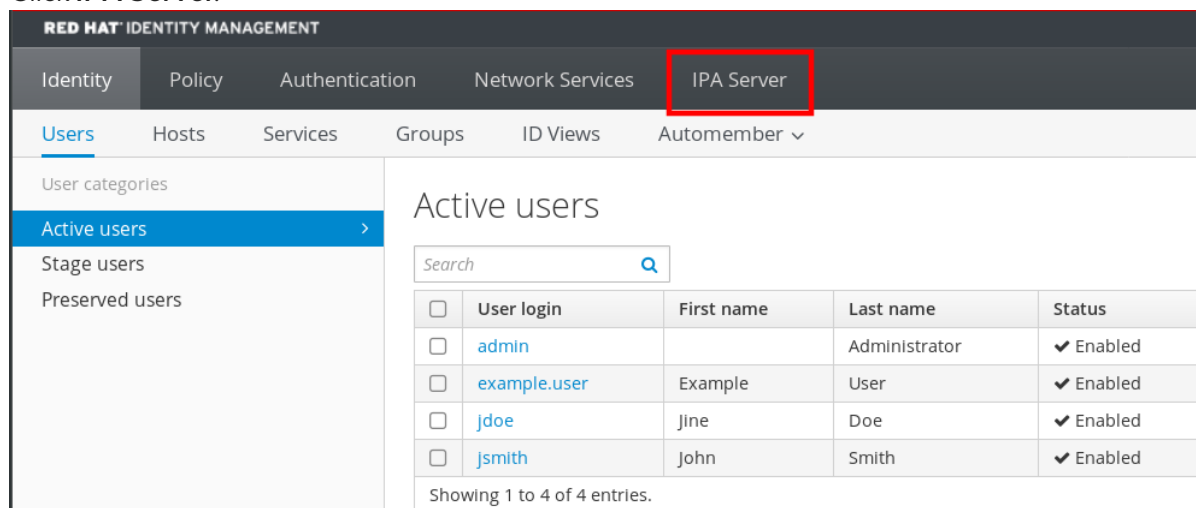 RED HAT IDENTITY MANAGEMENT
Identity Policy Authentication Network Services IPA Server
Users Hosts Services Groups ID Views Automember
User categories
Active users
Stage users
Preserved users
Active users
Search
User login First name Last name Status
admin Administrator Enabled
example.user Example User Enabled
jdoe Jine Doe Enabled
jsmith John Smith Enabled
Showing 1 to 4 of 4 entries.